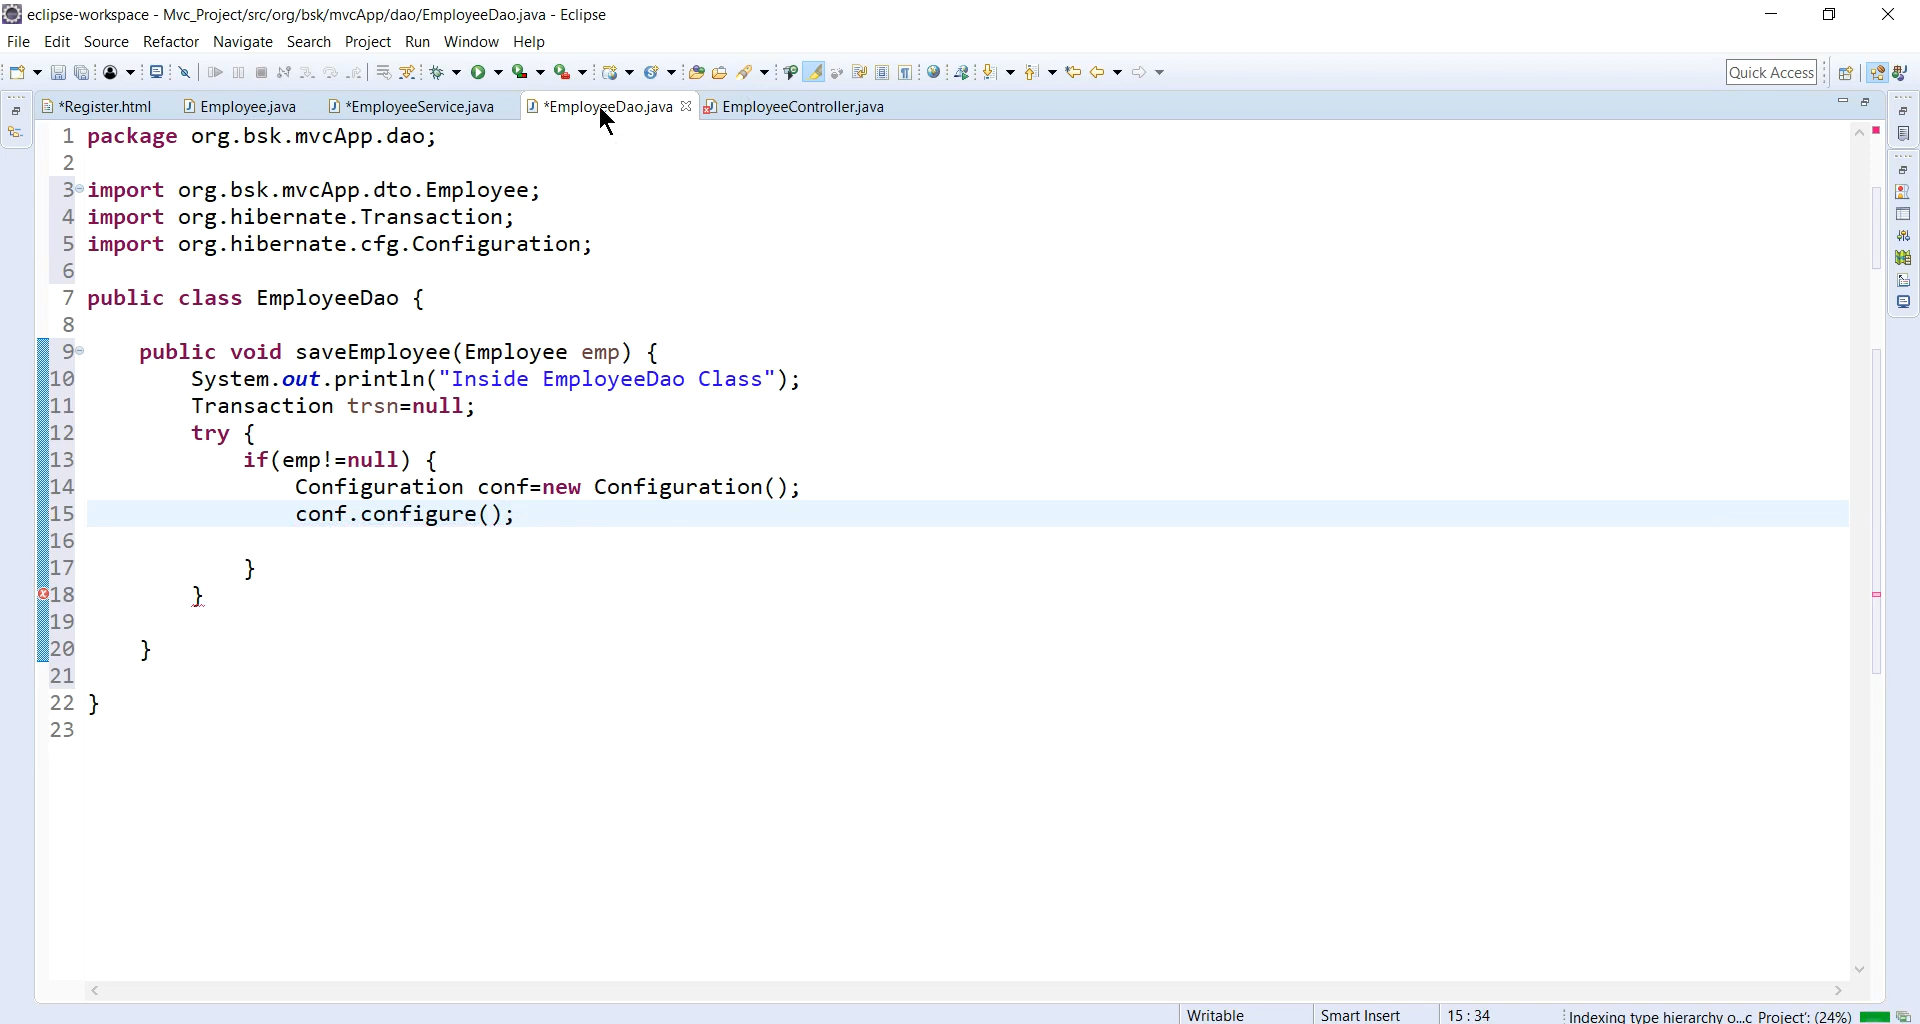 eclipse-workspace - Mvc_Project/src/org/bsk/mvcApp/dao/EmployeeDao.java - Eclipse
File Edit Source Refactor Navigate Search Project Run Window Help
Quick Access
*Register.html Employee.java *EmployeeService.java *EmployeeDao.java EmployeeController.java
1 package org.bsk.mvcApp.dao;
2
3 import org.bsk.mvcApp.dto.Employee;
4 import org.hibernate.Transaction;
5 import org.hibernate.cfg.Configuration;
6
7 public class EmployeeDao {
8
9 public void saveEmployee(Employee emp) {
10 System.out.println("Inside EmployeeDao Class");
11 Transaction trsn=null;
12 try {
13 if(emp!=null) {
14 Configuration conf=new Configuration();
15 conf.configure();
16
17 }
18 }
19
20 }
21
22 }
23
Writable Smart Insert 15 : 34 Indexing type hierarchy o...c Project': (24%)